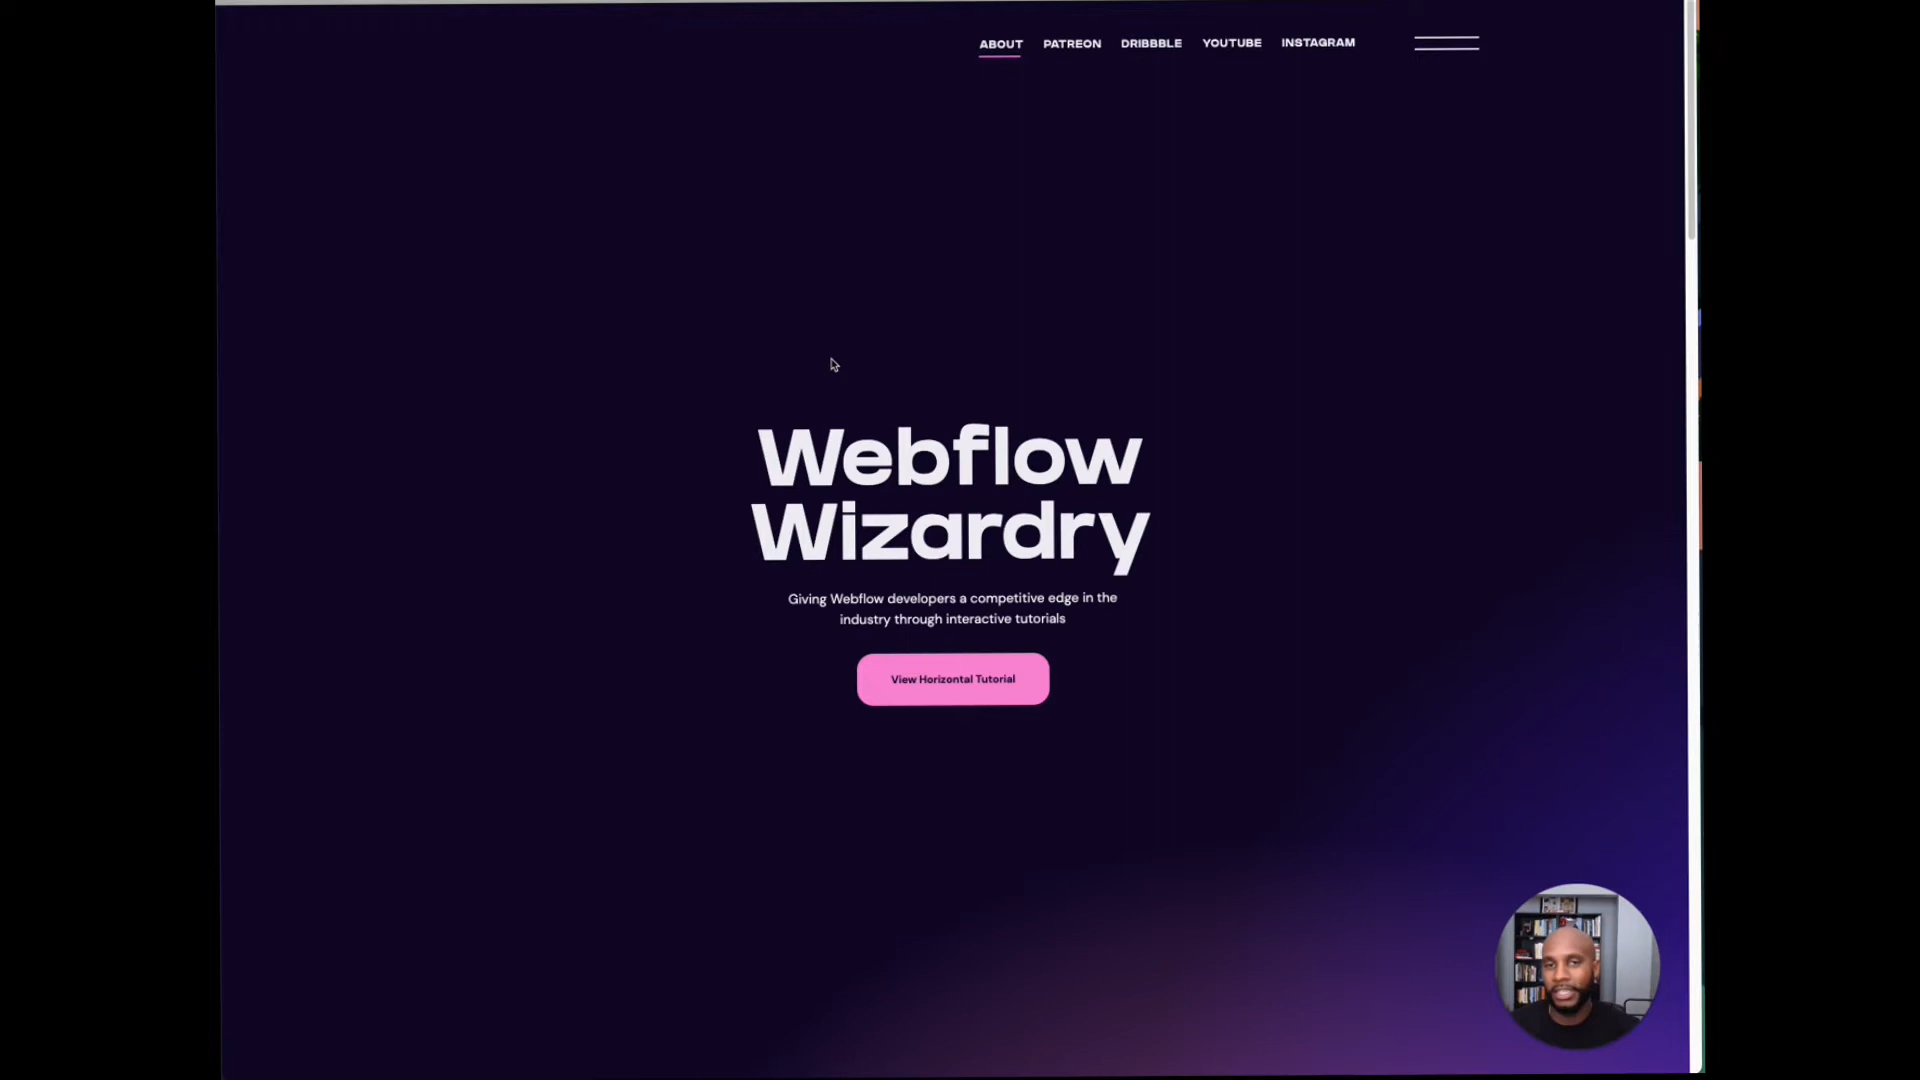 ABOUT PATREON DRIBBBLE YOUTUBE INSTAGRAM
Webflow
Wizardry
Giving Webflow developers a competitive edge in the
industry through interactive tutorials
View Horizontal Tutorial